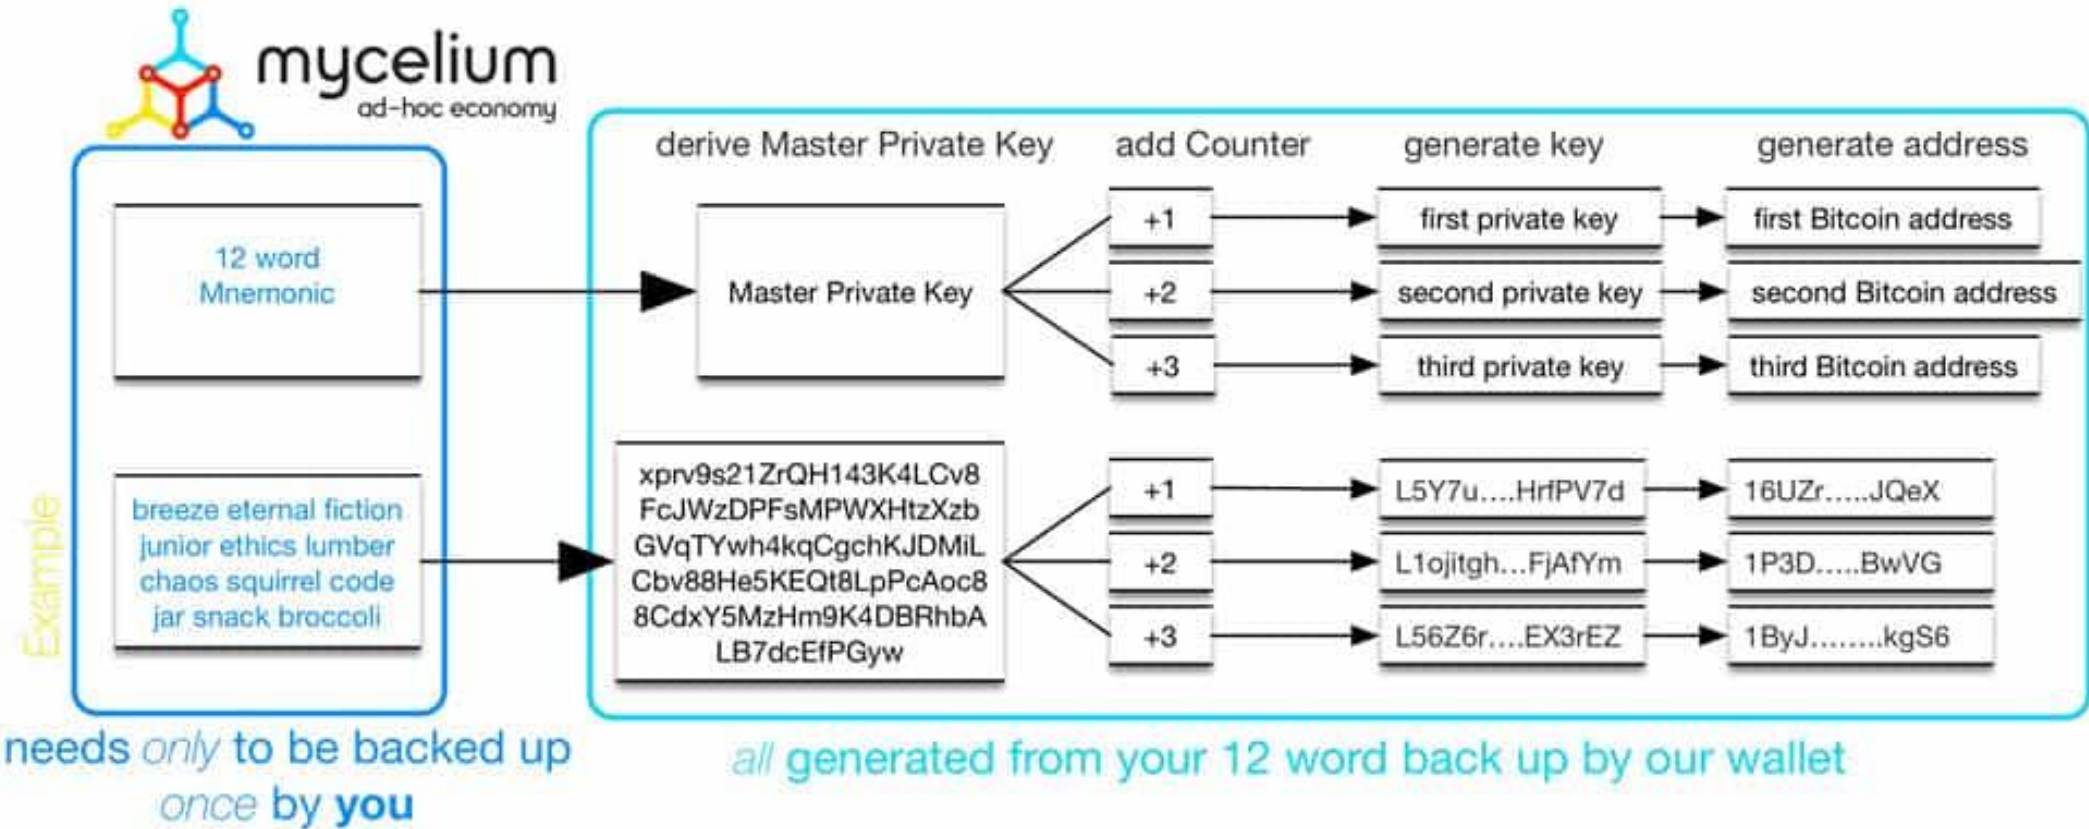 mycelium
ad-hoc economy
derive Master Private Key add Counter generate key generate address
12 word
Mnemonic
Master Private Key
+1 first private key first Bitcoin address
+2 second private key second Bitcoin address
+3 third private key third Bitcoin address
Example
breeze eternal fiction
junior ethics lumber
chaos squirrel code
jar snack broccoli
xprv9s21ZrQH143K4LCv8
FcJWzDPFsMPWXHtzXzb
GVqTYwh4kqCgchKJDMiL
Cbv88He5KEQt8LpPcAoc8
8CdxY5MzHm9K4DBRhbA
LB7dcEfPGyw
+1 L5Y7u....HrfPV7d 16UZr.....JQeX
+2 L1ojitgh...FjAfYm 1P3D.....BwVG
+3 L56Z6r....EX3rEZ 1ByJ........kgS6
needs only to be backed up
once by you
all generated from your 12 word back up by our wallet